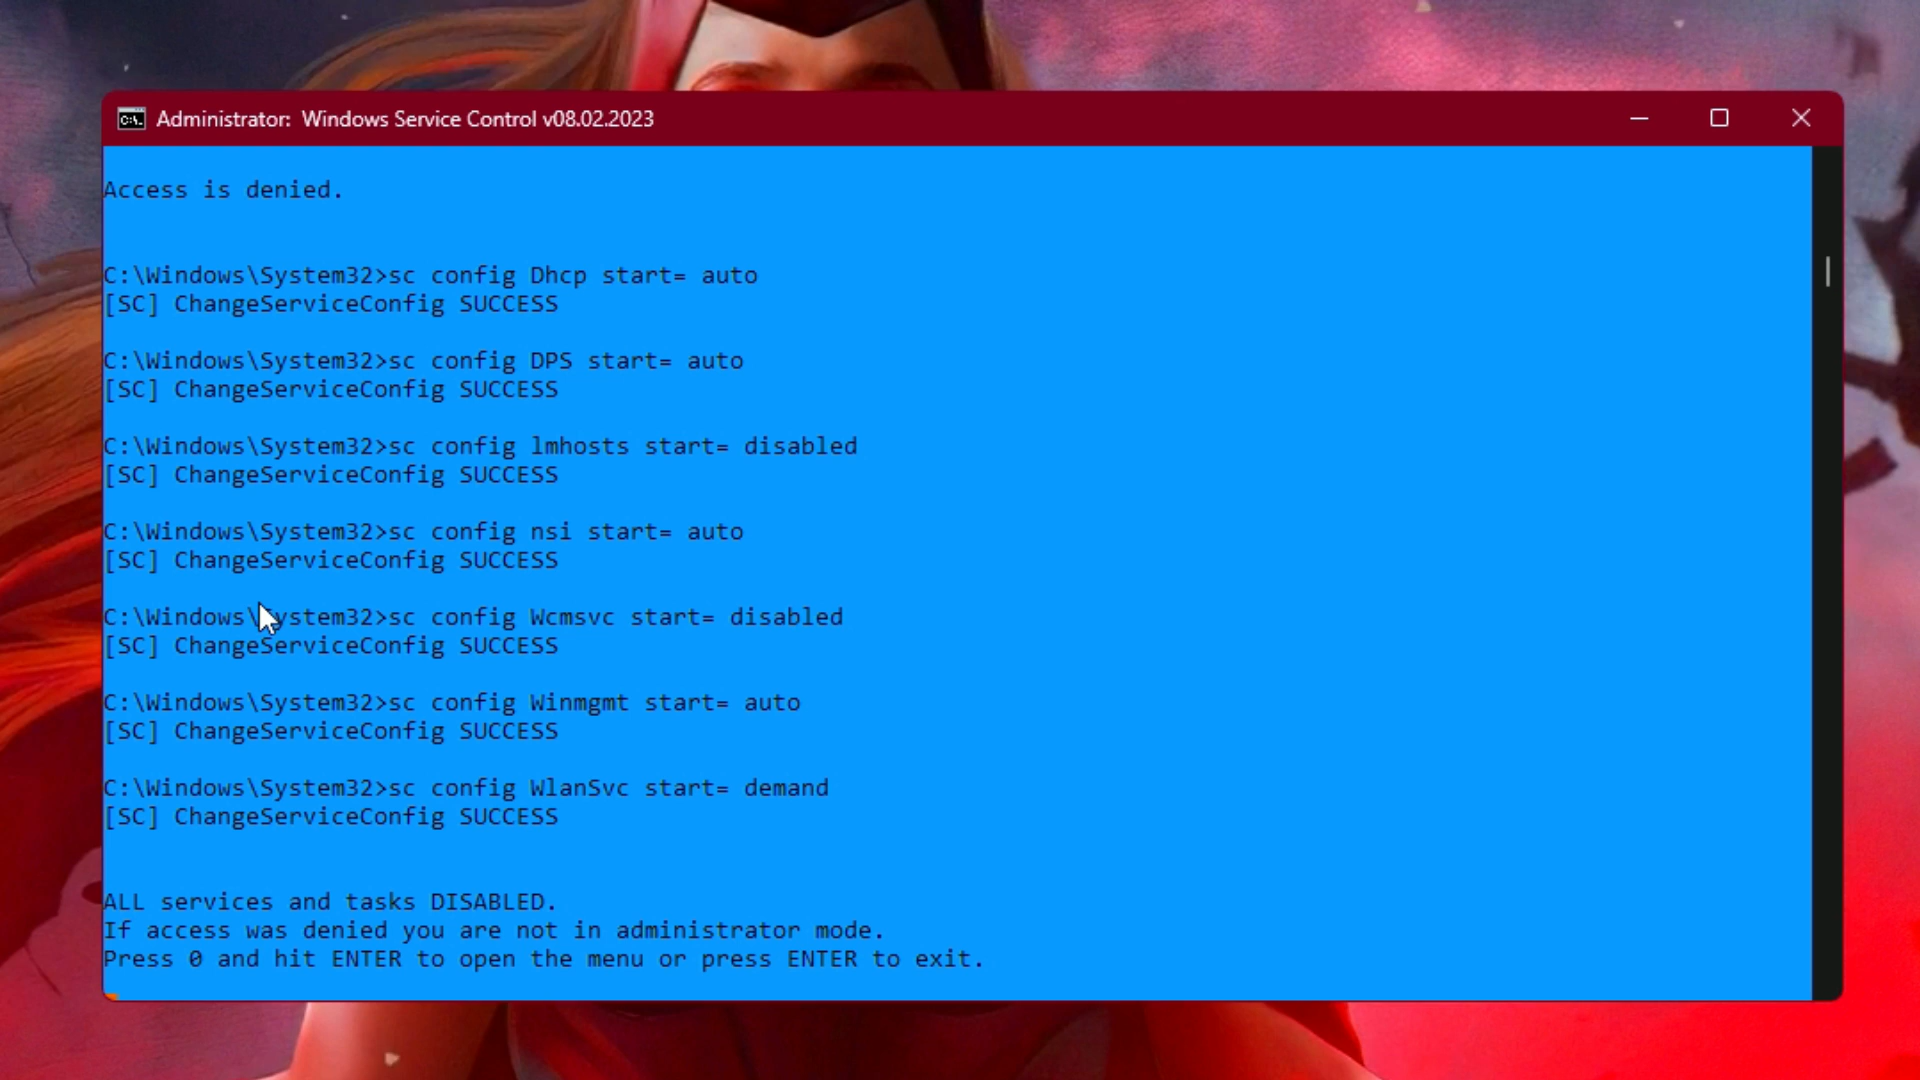 Administrator:  Windows Service Control v08.02.2023
Access is denied.
C:\Windows\System32>sc config Dhcp start= auto
[SC] ChangeServiceConfig SUCCESS
C:\Windows\System32>sc config DPS start= auto
[SC] ChangeServiceConfig SUCCESS
C:\Windows\System32>sc config lmhosts start= disabled
[SC] ChangeServiceConfig SUCCESS
C:\Windows\System32>sc config nsi start= auto
[SC] ChangeServiceConfig SUCCESS
C:\Windows\System32>sc config Wcmsvc start= disabled
[SC] ChangeServiceConfig SUCCESS
C:\Windows\System32>sc config Winmgmt start= auto
[SC] ChangeServiceConfig SUCCESS
C:\Windows\System32>sc config WlanSvc start= demand
[SC] ChangeServiceConfig SUCCESS
ALL services and tasks DISABLED.
If access was denied you are not in administrator mode.
Press 0 and hit ENTER to open the menu or press ENTER to exit.